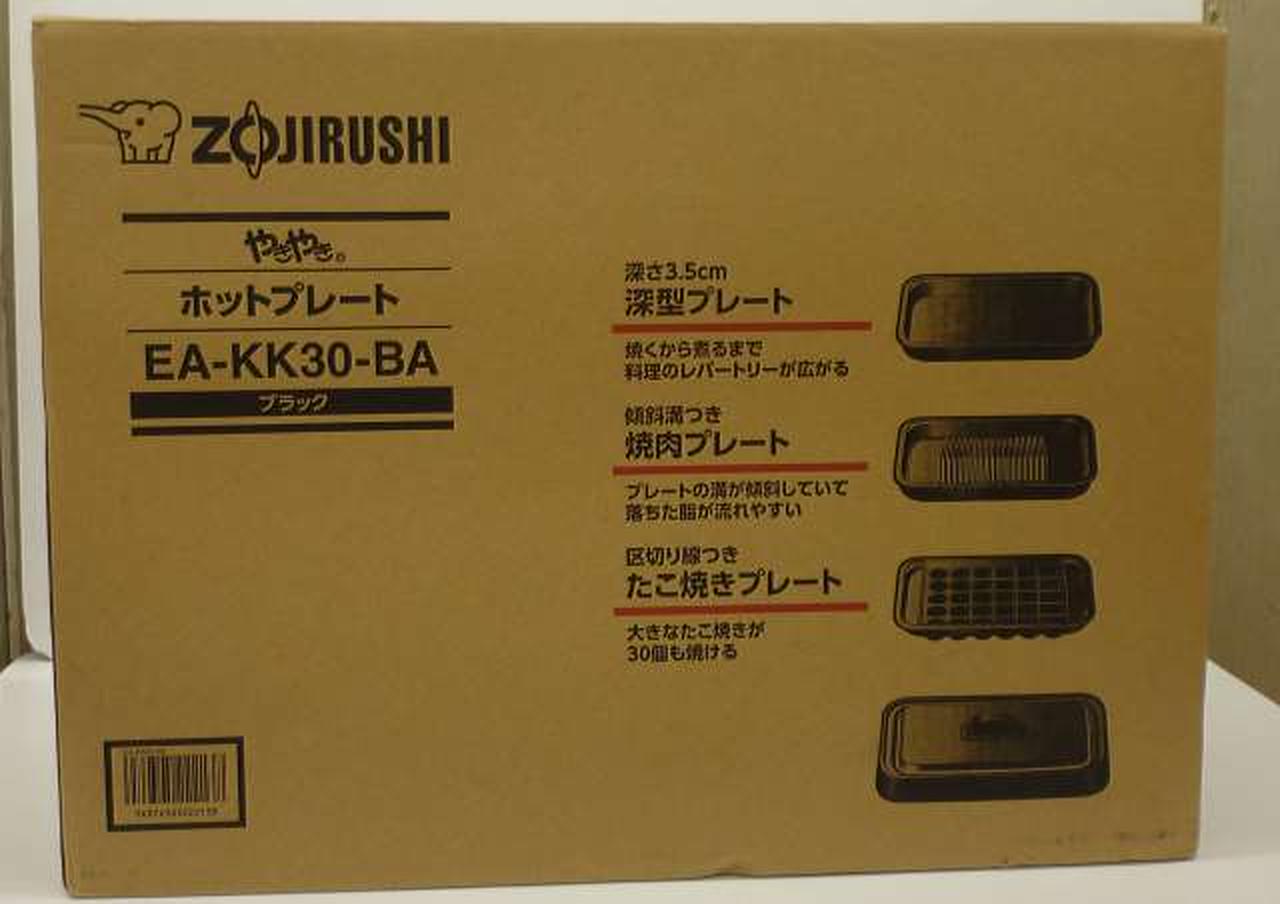 ZOJIRUSHI
やきやき®
ホットプレート
EA-KK30-BA
ブラック
深さ3.5cm
深型プレート
焼くから煮るまで
料理のレパートリーが広がる
傾斜溝つき
焼肉プレート
プレートの溝が傾斜していて
落ちた脂が流れやすい
区切り線つき
たこ焼きプレート
大きなたこ焼きが
30個も焼ける